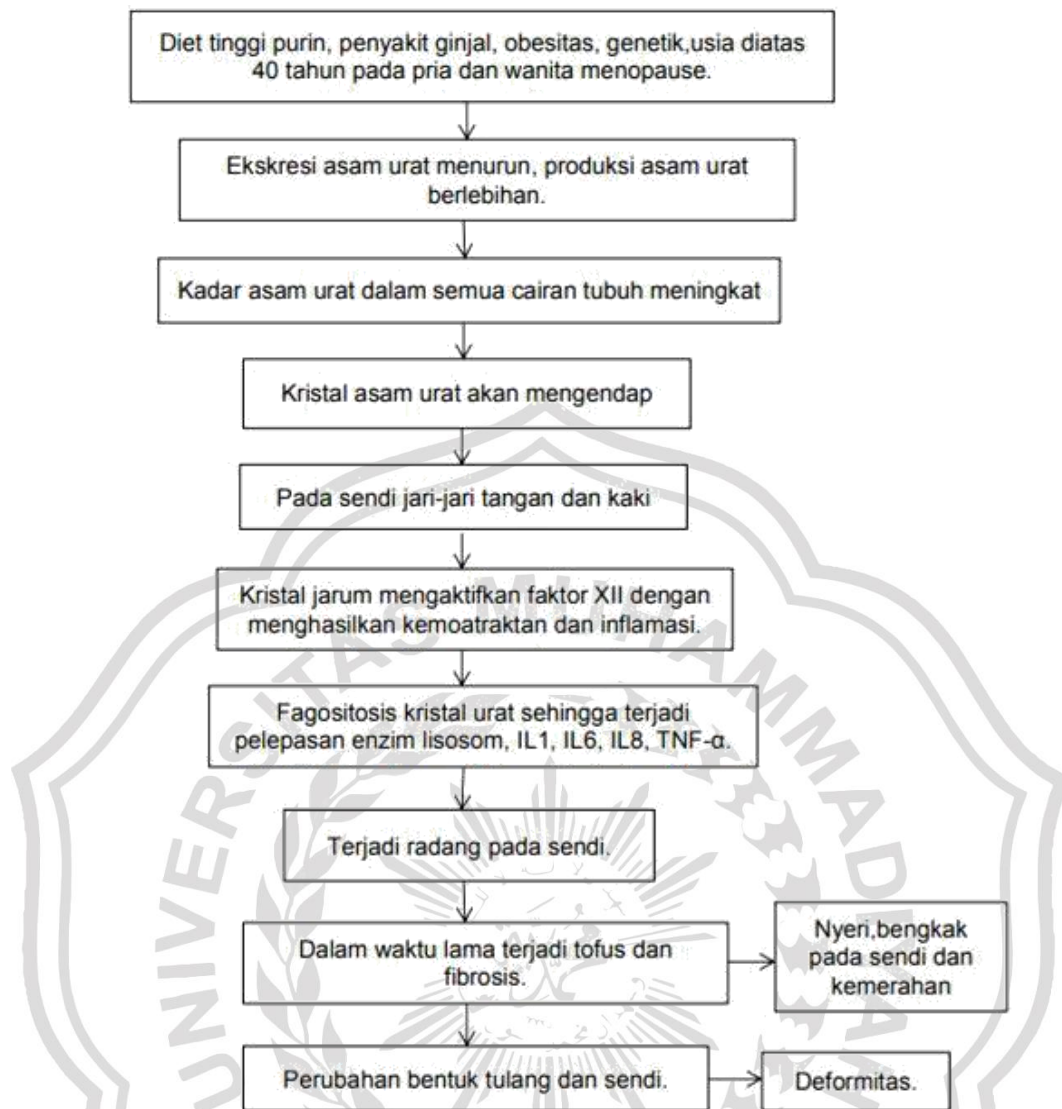 Diet tinggi purin, penyakit ginjal, obesitas, genetik,usia diatas
40 tahun pada pria dan wanita menopause.
Ekskresi asam urat menurun, produksi asam urat
berlebihan.
Kadar asam urat dalam semua cairan tubuh meningkat
Kristal asam urat akan mengendap
Pada sendi jari-jari tangan dan kaki
Kristal jarum mengaktifkan faktor XII dengan
menghasilkan kemoatraktan dan inflamasi.
Fagositosis kristal urat sehingga terjadi
pelepasan enzim lisosom, IL1, IL6, IL8, TNF-α.
Terjadi radang pada sendi.
Dalam waktu lama terjadi tofus dan
fibrosis.
Nyeri,bengkak
pada sendi dan
kemerahan
Perubahan bentuk tulang dan sendi.
Deformitas.
UNIVERSITAS MUHAMMADIYAH